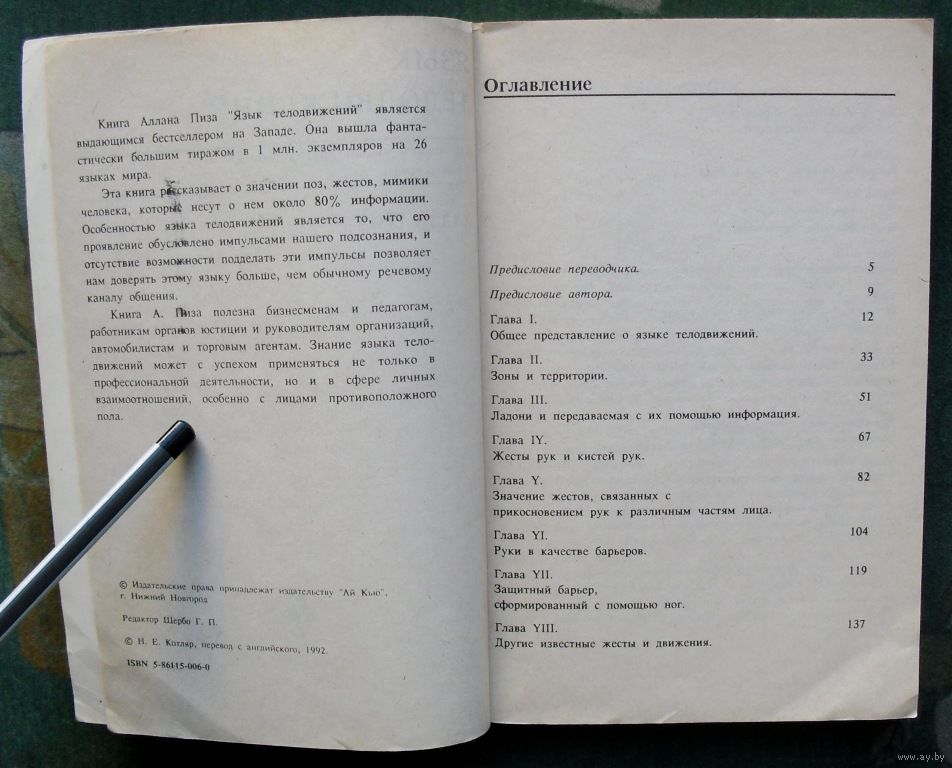 Книга Аллана Пиза "Язык телодвижений" является
выдающимся бестселлером на Западе. Она вышла фанта-
стически большим тиражом в 1 млн. экземпляров на 26
языках мира.
Эта книга рассказывает о значении поз, жестов, мимики
человека, которые несут о нем около 80% информации.
Особенностью языка телодвижений является то, что его
проявление обусловлено импульсами нашего подсознания, и
отсутствие возможности подделать эти импульсы позволяет
нам доверять этому языку больше, чем обычному речевому
каналу общения.
Книга А. Пиза полезна бизнесменам и педагогам,
работникам органов юстиции и руководителям организаций,
автомобилистам и торговым агентам. Знание языка тело-
движений может с успехом применяться не только в
профессиональной деятельности, но и в сфере личных
взаимоотношений, особенно с лицами противоположного
пола.
© Издательские права принадлежат издательству "Ай Кью",
г. Нижний Новгород
Редактор Щербо Г. П.
© Н. Е. Котляр, перевод с английского, 1992.
ISBN 5-86115-006-0
Оглавление
Предисловие переводчика. 5
Предисловие автора. 9
Глава I. 12
Общее представление о языке телодвижений.
Глава II. 33
Зоны и территории.
Глава III. 51
Ладони и передаваемая с их помощью информация.
Глава IY. 67
Жесты рук и кистей рук.
Глава Y. 82
Значение жестов, связанных с
прикосновением рук к различным частям лица.
Глава YI. 104
Руки в качестве барьеров.
Глава YII. 119
Защитный барьер,
сформированный с помощью ног.
Глава YIII. 137
Другие известные жесты и движения.
www.ay.by